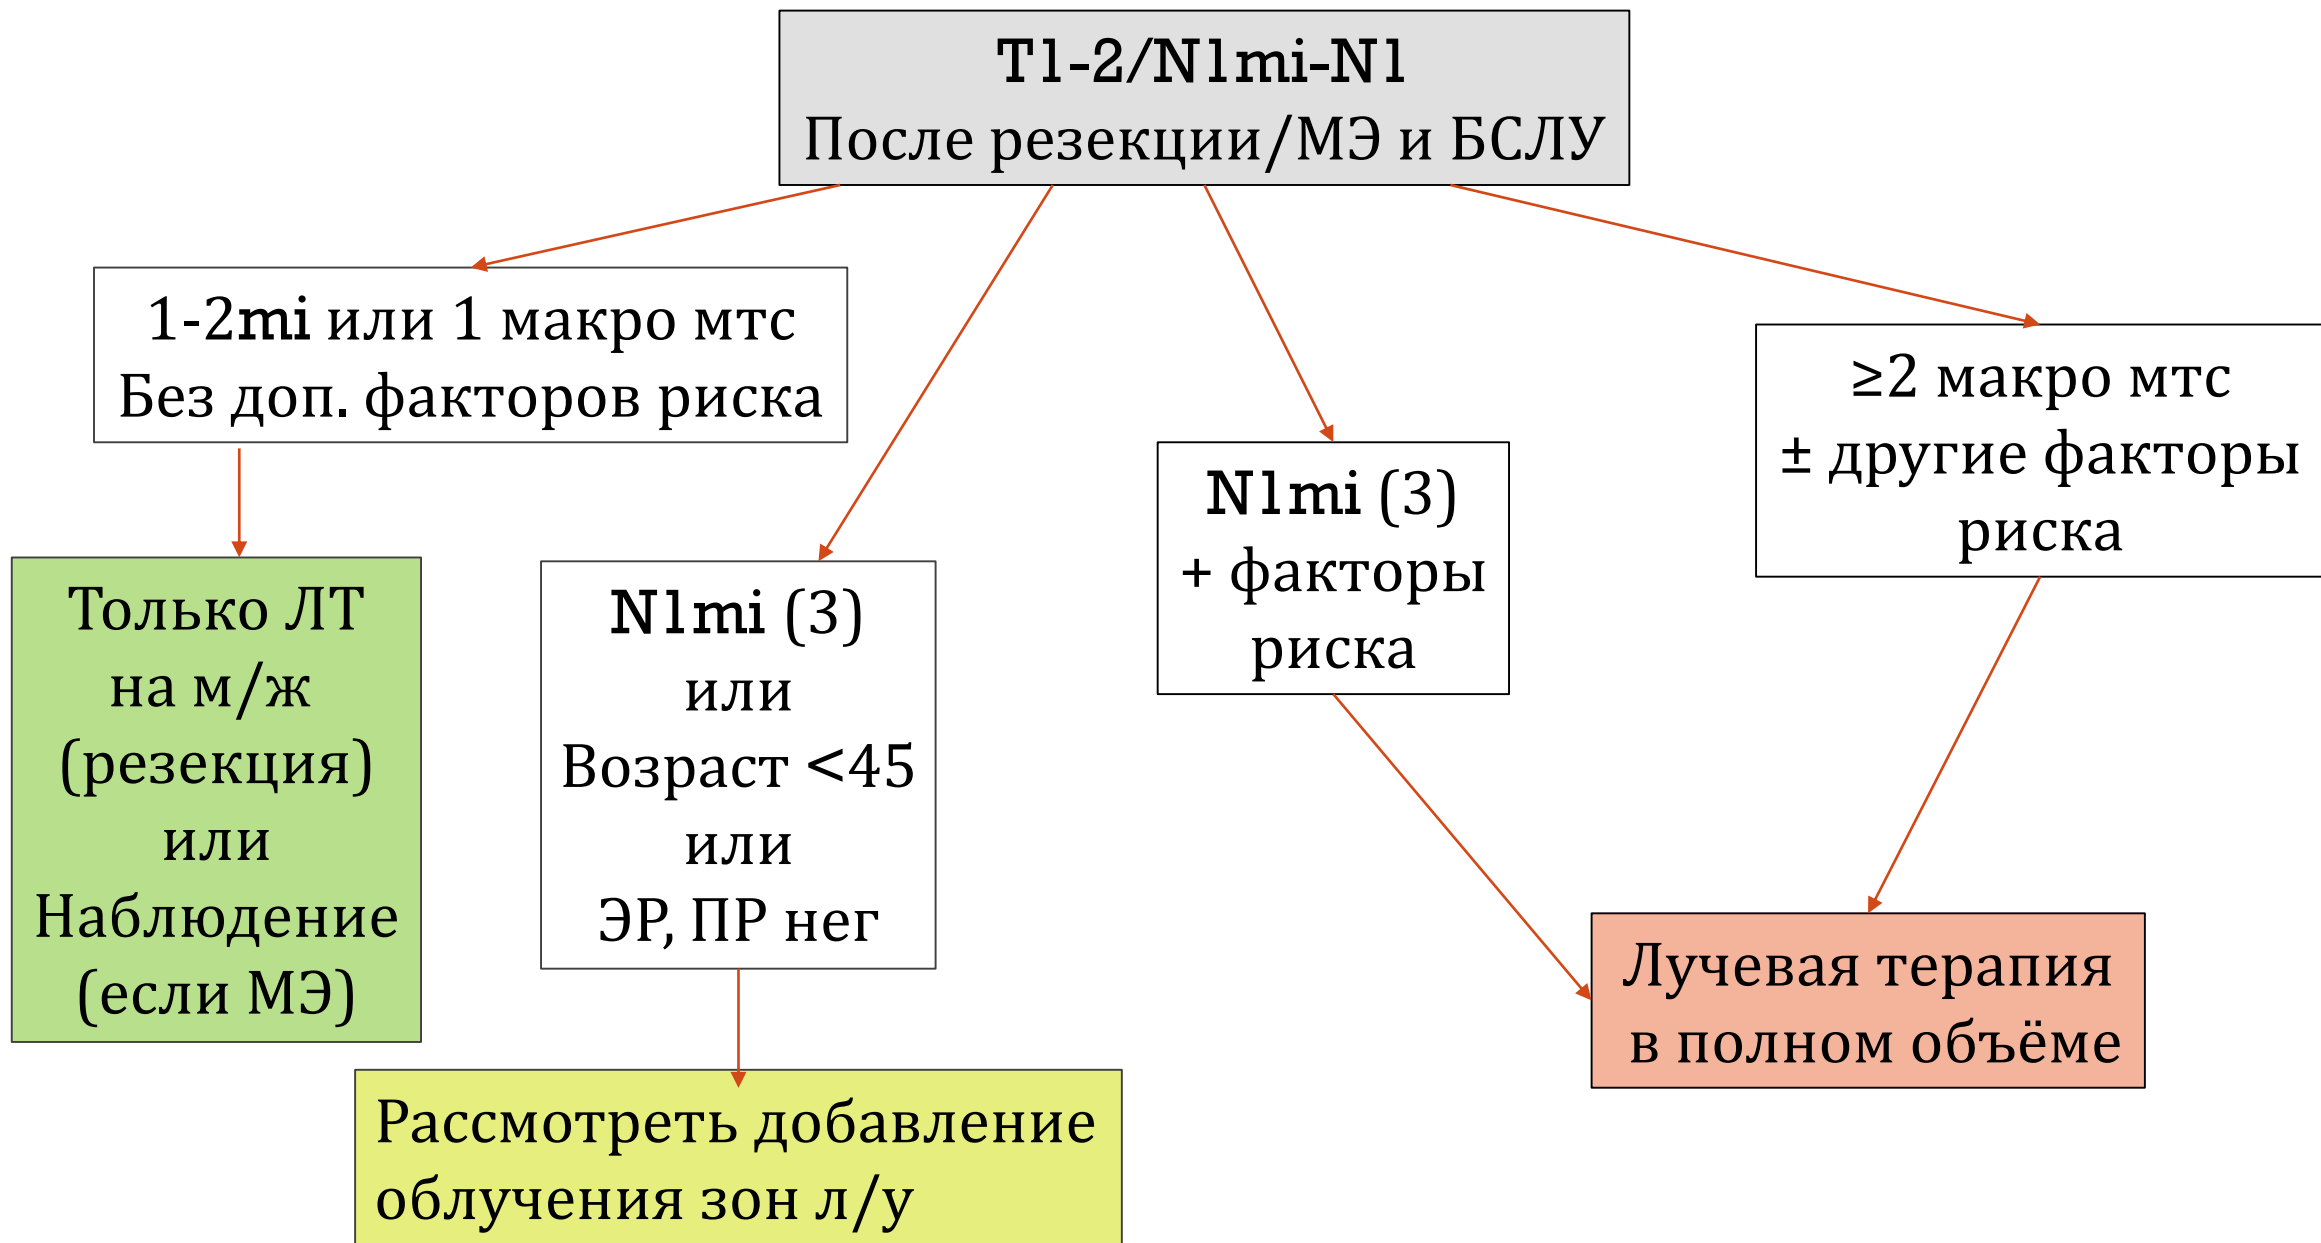 T1-2/N1mi-N1
После резекции/МЭ и БСЛУ
1-2mi или 1 макро мтс
Без доп. факторов риска
≥2 макро мтс
± другие факторы
риска
N1mi (3)
+ факторы
риска
Только ЛТ
на м/ж
(резекция)
или
Наблюдение
(если МЭ)
N1mi (3)
или
Возраст <45
или
ЭР, ПР нег
Лучевая терапия
в полном объёме
Рассмотреть добавление
облучения зон л/у